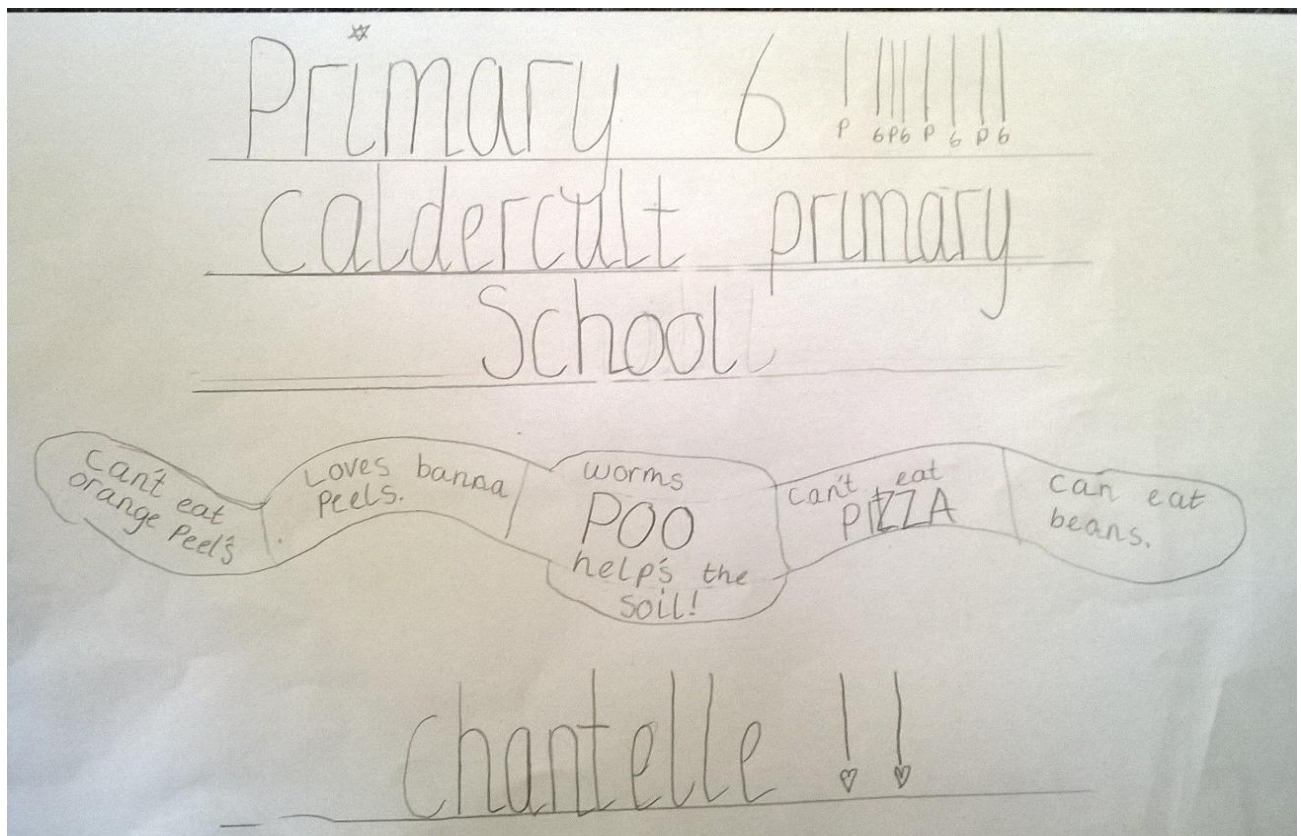 Primary 6 !!!!!!!!!
P 6P6 P 6 P 6
caldercult primary
School
can't eat
orange Peel's
Loves banna
Peels.
worms
POO
help's the
soil!
can't eat
PIZZA
can eat
beans.
chantelle !!